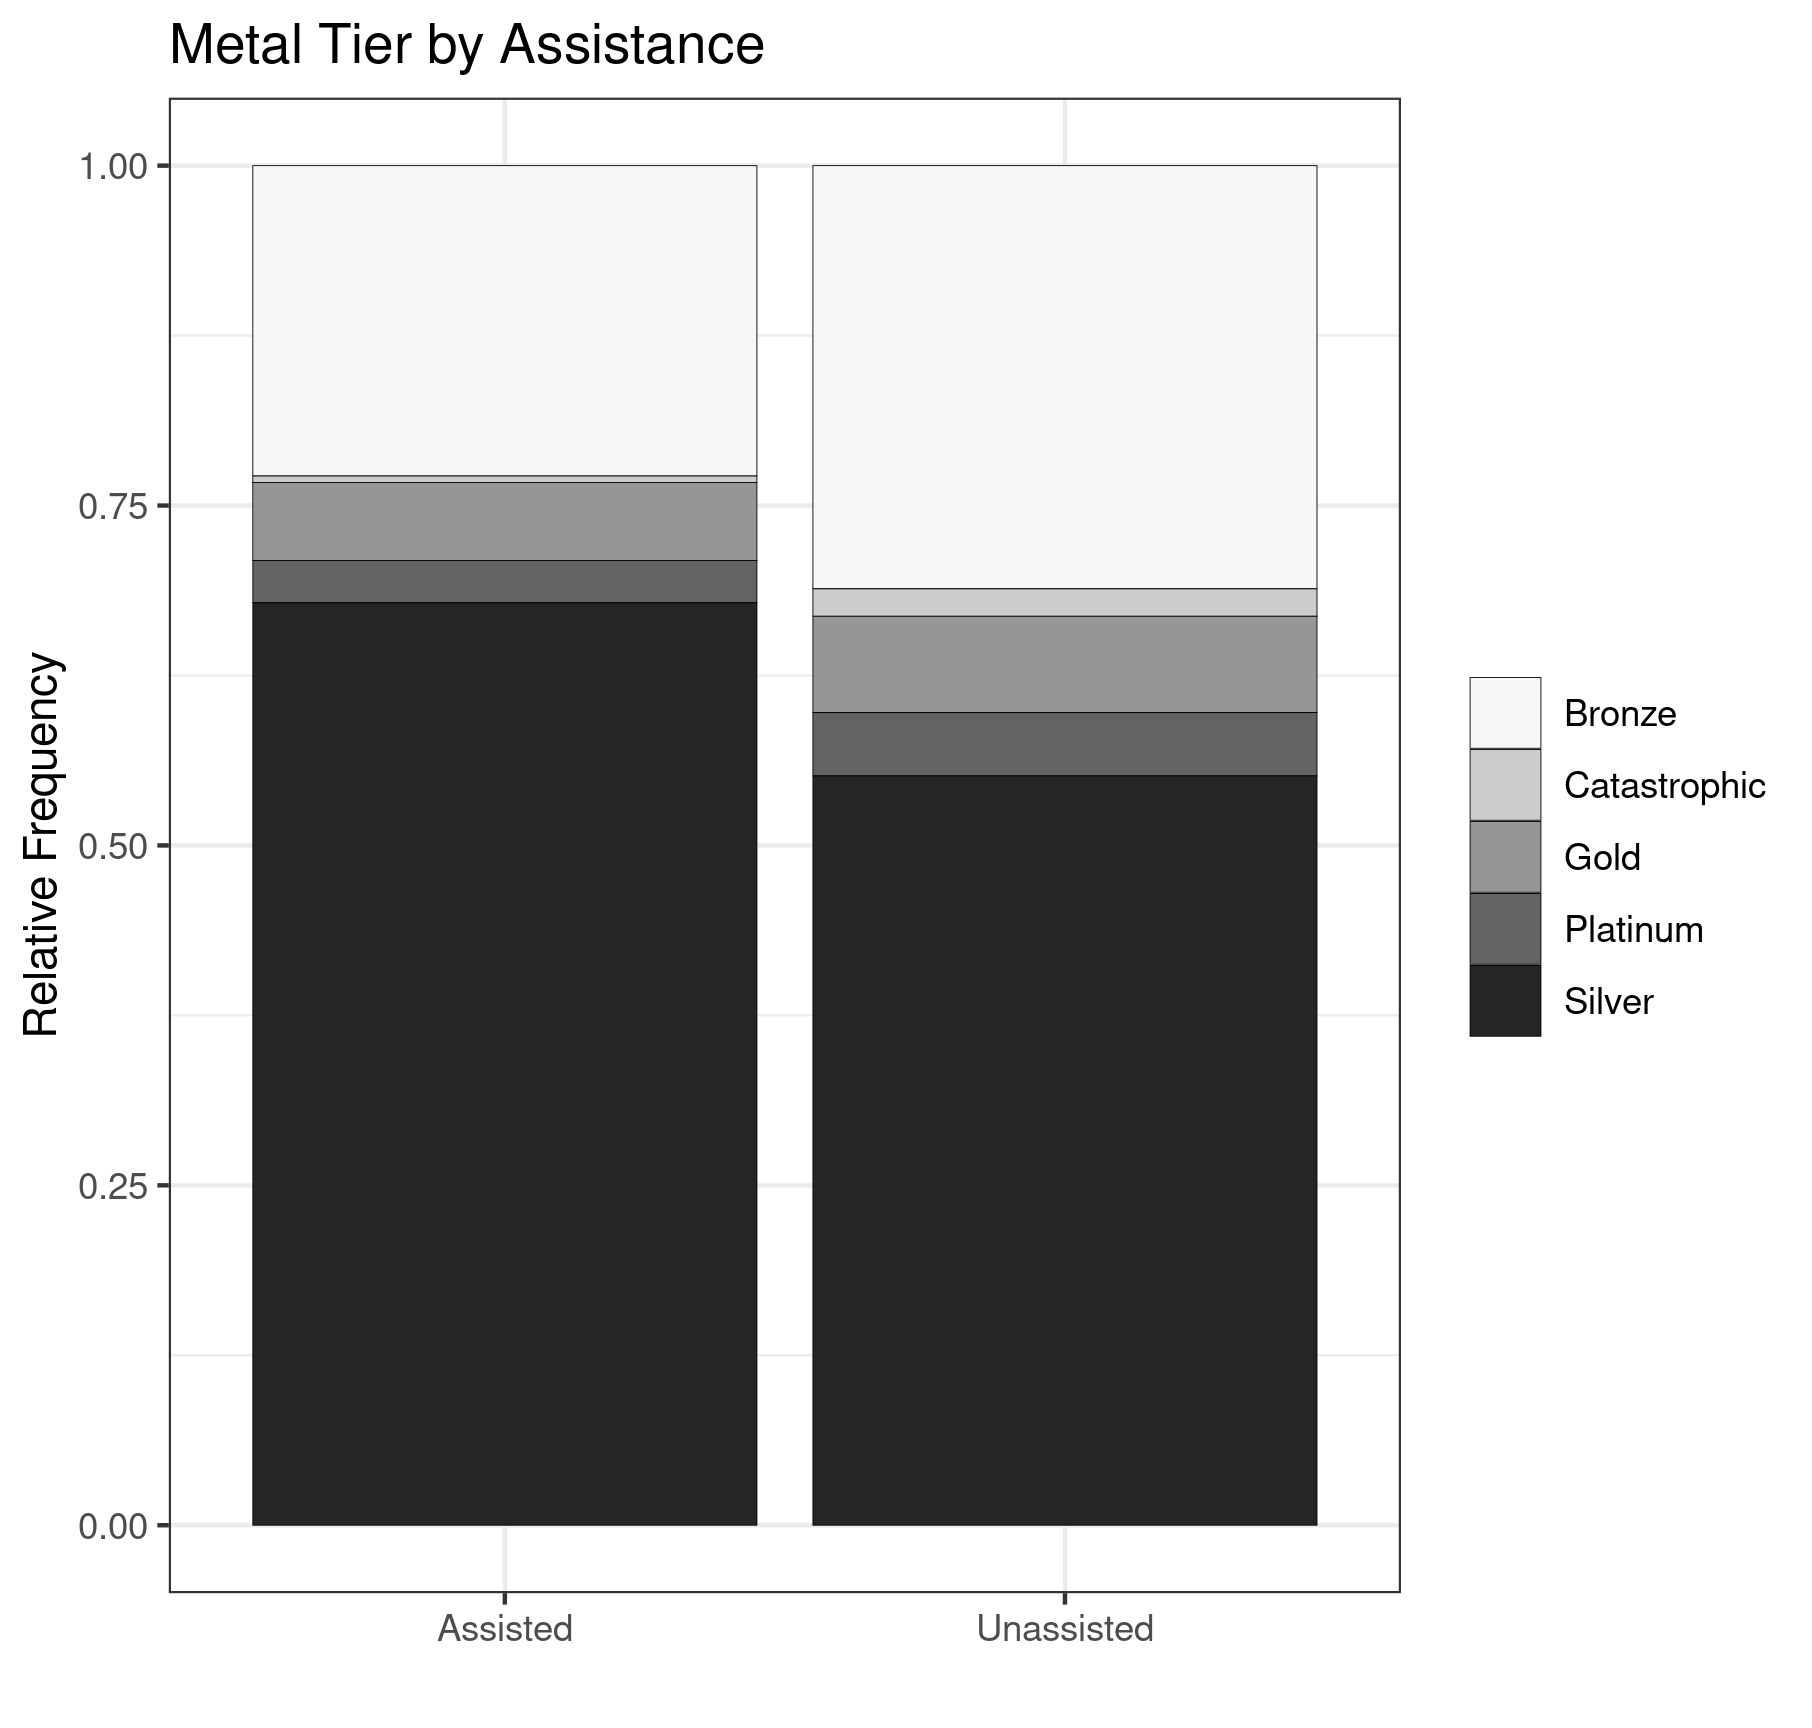 Metal Tier by Assistance
Relative Frequency
1.00
0.75
0.50
0.25
0.00
Assisted
Unassisted
Bronze
Catastrophic
Gold
Platinum
Silver